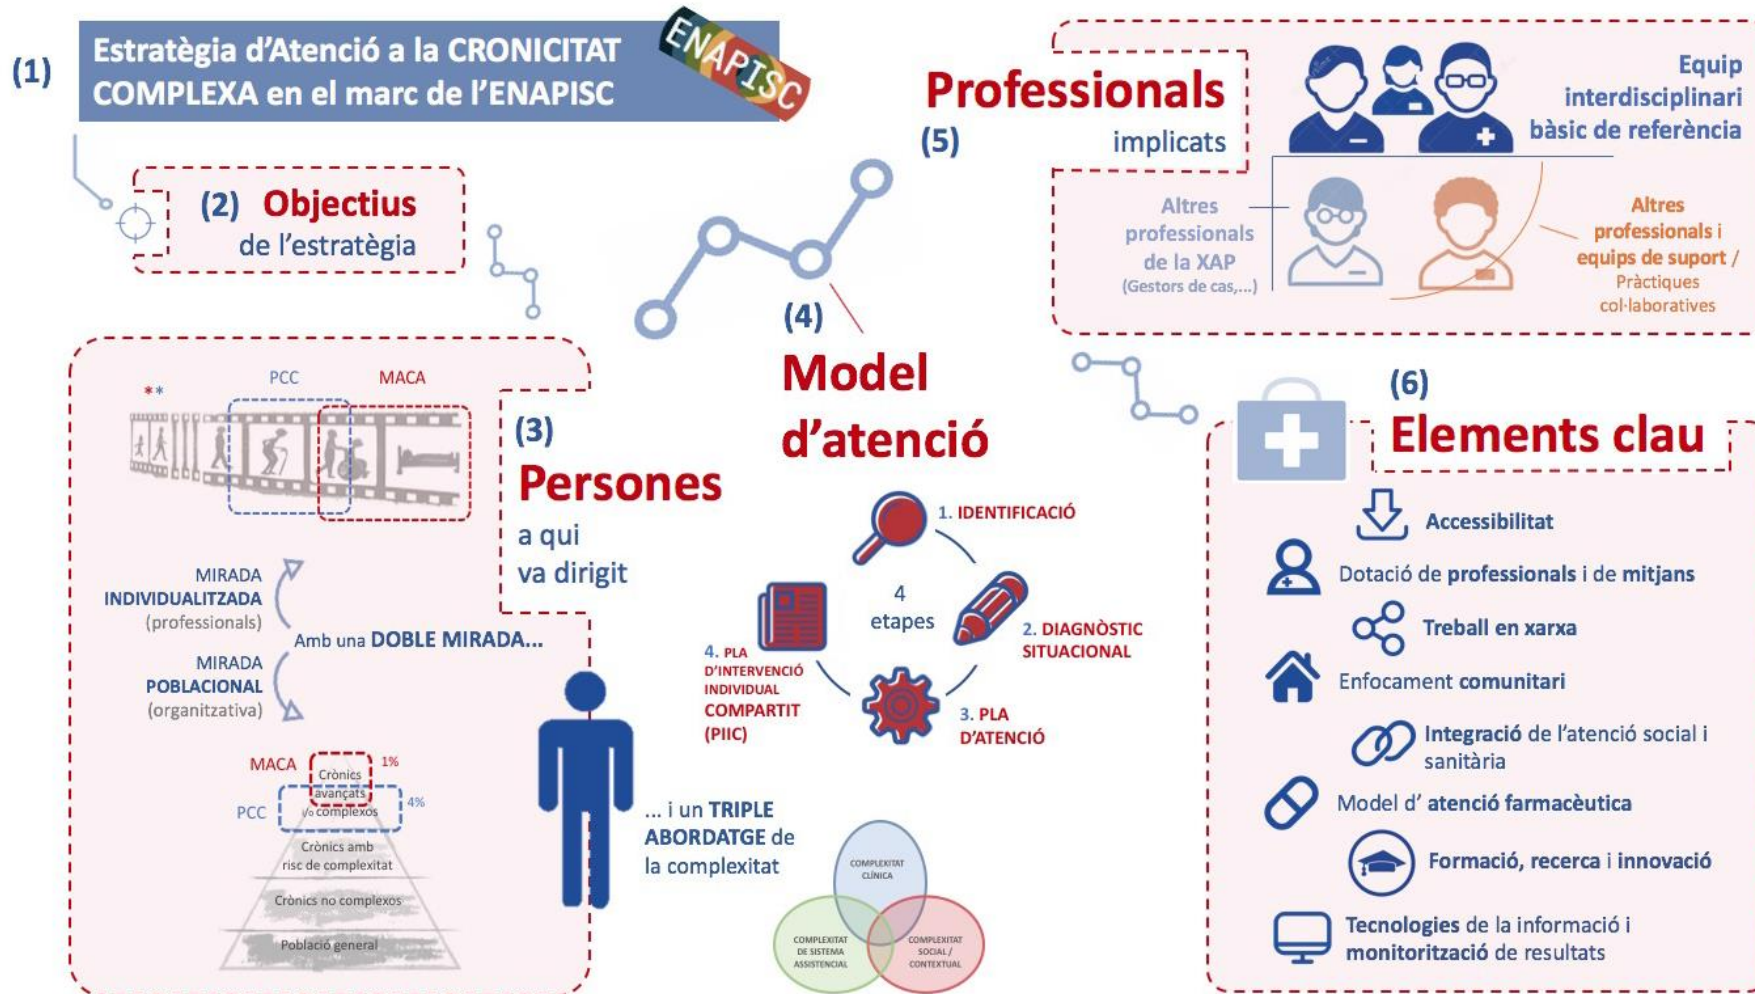 (1)
Estratègia d'Atenció a la CRONICITAT
COMPLEXA en el marc de l'ENAPISC
ENAPISC
(2) Objectius
de l'estratègia
PCC
MACA
**
(3)
Persones
a qui
va dirigit
MIRADA
INDIVIDUALITZADA
(professionals)
Amb una DOBLE MIRADA...
MIRADA
POBLACIONAL
(organitzativa)
MACA
1%
Crònics
avançats
PCC
4%
i/o complexos
Crònics amb
risc de complexitat
Crònics no complexos
Població general
(4)
Model
d'atenció
1. IDENTIFICACIÓ
4
etapes
2. DIAGNÒSTIC
SITUACIONAL
3. PLA
D'ATENCIÓ
4. PLA
D'INTERVENCIÓ
INDIVIDUAL
COMPARTIT
(PIIC)
... i un TRIPLE
ABORDATGE de
la complexitat
COMPLEXITAT
CLÍNICA
COMPLEXITAT
DE SISTEMA
ASSISTENCIAL
COMPLEXITAT
SOCIAL /
CONTEXTUAL
Professionals
(5)
implicats
Equip
interdisciplinari
bàsic de referència
Altres
professionals
de la XAP
(Gestors de cas,...)
Altres
professionals i
equips de suport /
Pràctiques
col·laboratives
(6)
Elements clau
Accessibilitat
Dotació de professionals i de mitjans
Treball en xarxa
Enfocament comunitari
Integració de l'atenció social i
sanitària
Model d' atenció farmacèutica
Formació, recerca i innovació
Tecnologies de la informació i
monitorització de resultats